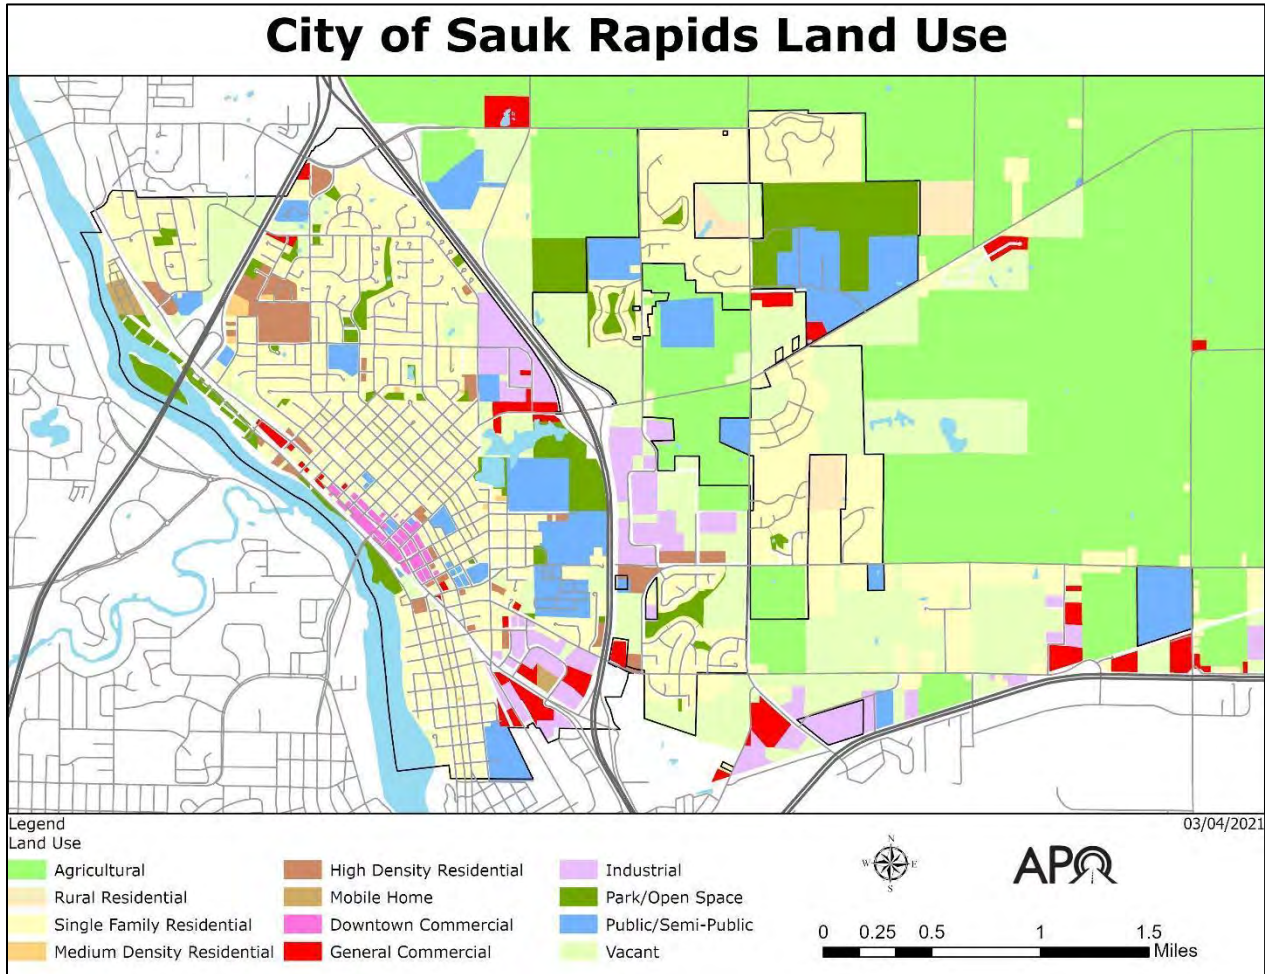 City of Sauk Rapids Land Use
Legend
03/04/2021
Land Use
Agricultural
Rural Residential
Single Family Residential
Medium Density Residential
High Density Residential
Mobile Home
Downtown Commercial
General Commercial
Industrial
Park/Open Space
Public/Semi-Public
Vacant
N
W E
S
APO
0 0.25 0.5 1 1.5
Miles